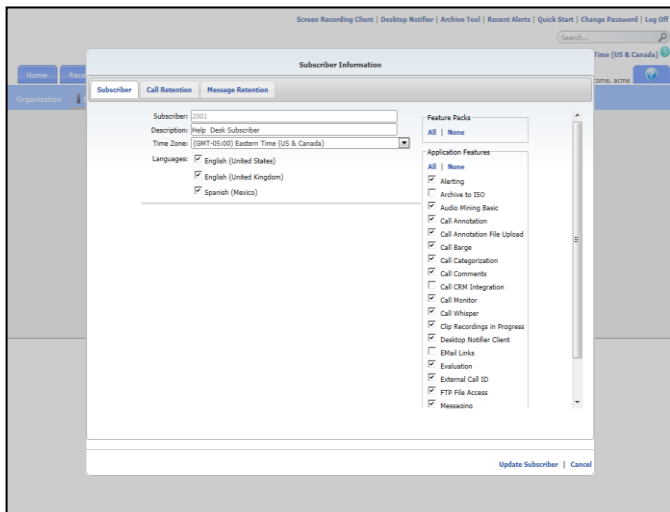 Screen Recording Client | Desktop Notifier | Archive Tool | Recent Alerts | Quick Start | Change Password | Log Off
Search...
Time (US & Canada)
Subscriber Information
Home
Reco
ome, acme
Subscriber
Call Retention
Message Retention
Organization
Subscriber: 2001
Description: Help Desk Subscriber
Time Zone: (GMT-05:00) Eastern Time (US & Canada)
Languages: English (United States)
English (United Kingdom)
Spanish (Mexico)
Feature Packs
All | None
Application Features
All | None
Alerting
Archive to ISO
Audio Mining Basic
Call Annotation
Call Annotation File Upload
Call Barge
Call Categorization
Call Comments
Call CRM Integration
Call Monitor
Call Whisper
Clip Recordings in Progress
Desktop Notifier Client
EMail Links
Evaluation
External Call ID
FTP File Access
Messaging
Update Subscriber | Cancel